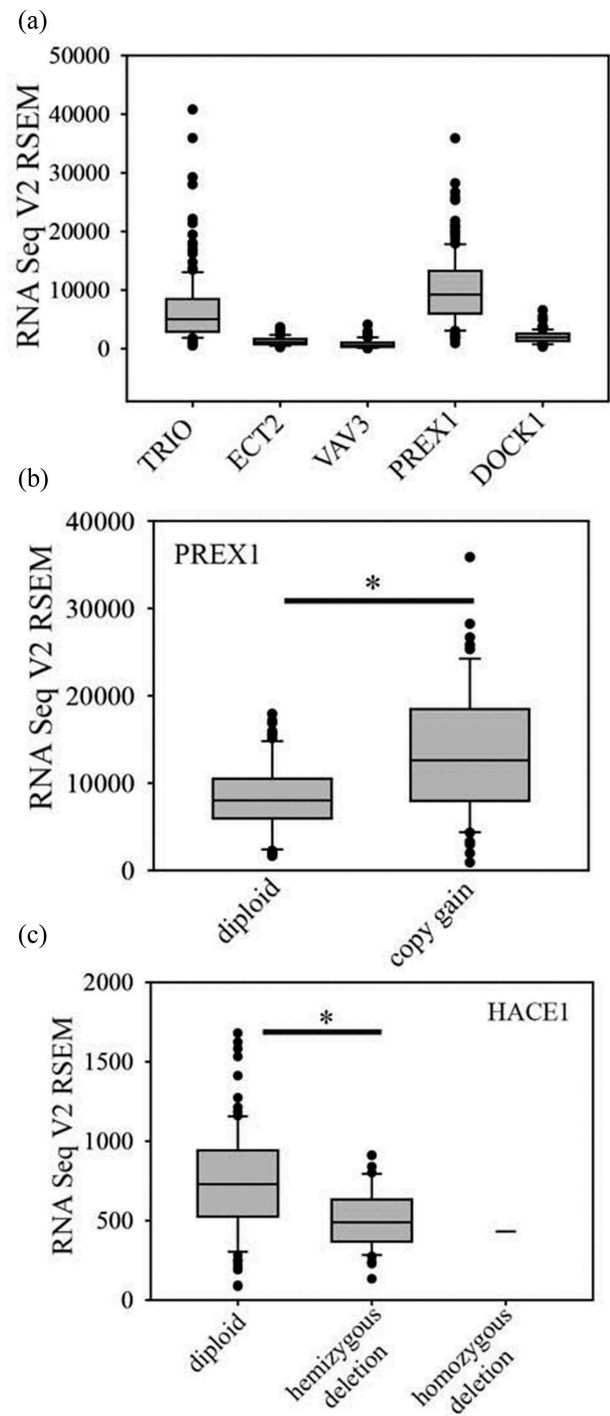 (a)
RNA Seq V2 RSEM
50000
40000
30000
20000
10000
0
TRIO
ECT2
VAV3
PREX1
DOCK1
(b)
RNA Seq V2 RSEM
40000
30000
20000
10000
0
PREX1
*
diploid
copy gain
(c)
RNA Seq V2 RSEM
2000
1500
1000
500
0
HACE1
*
diploid
hemizygous
deletion
homozygous
deletion